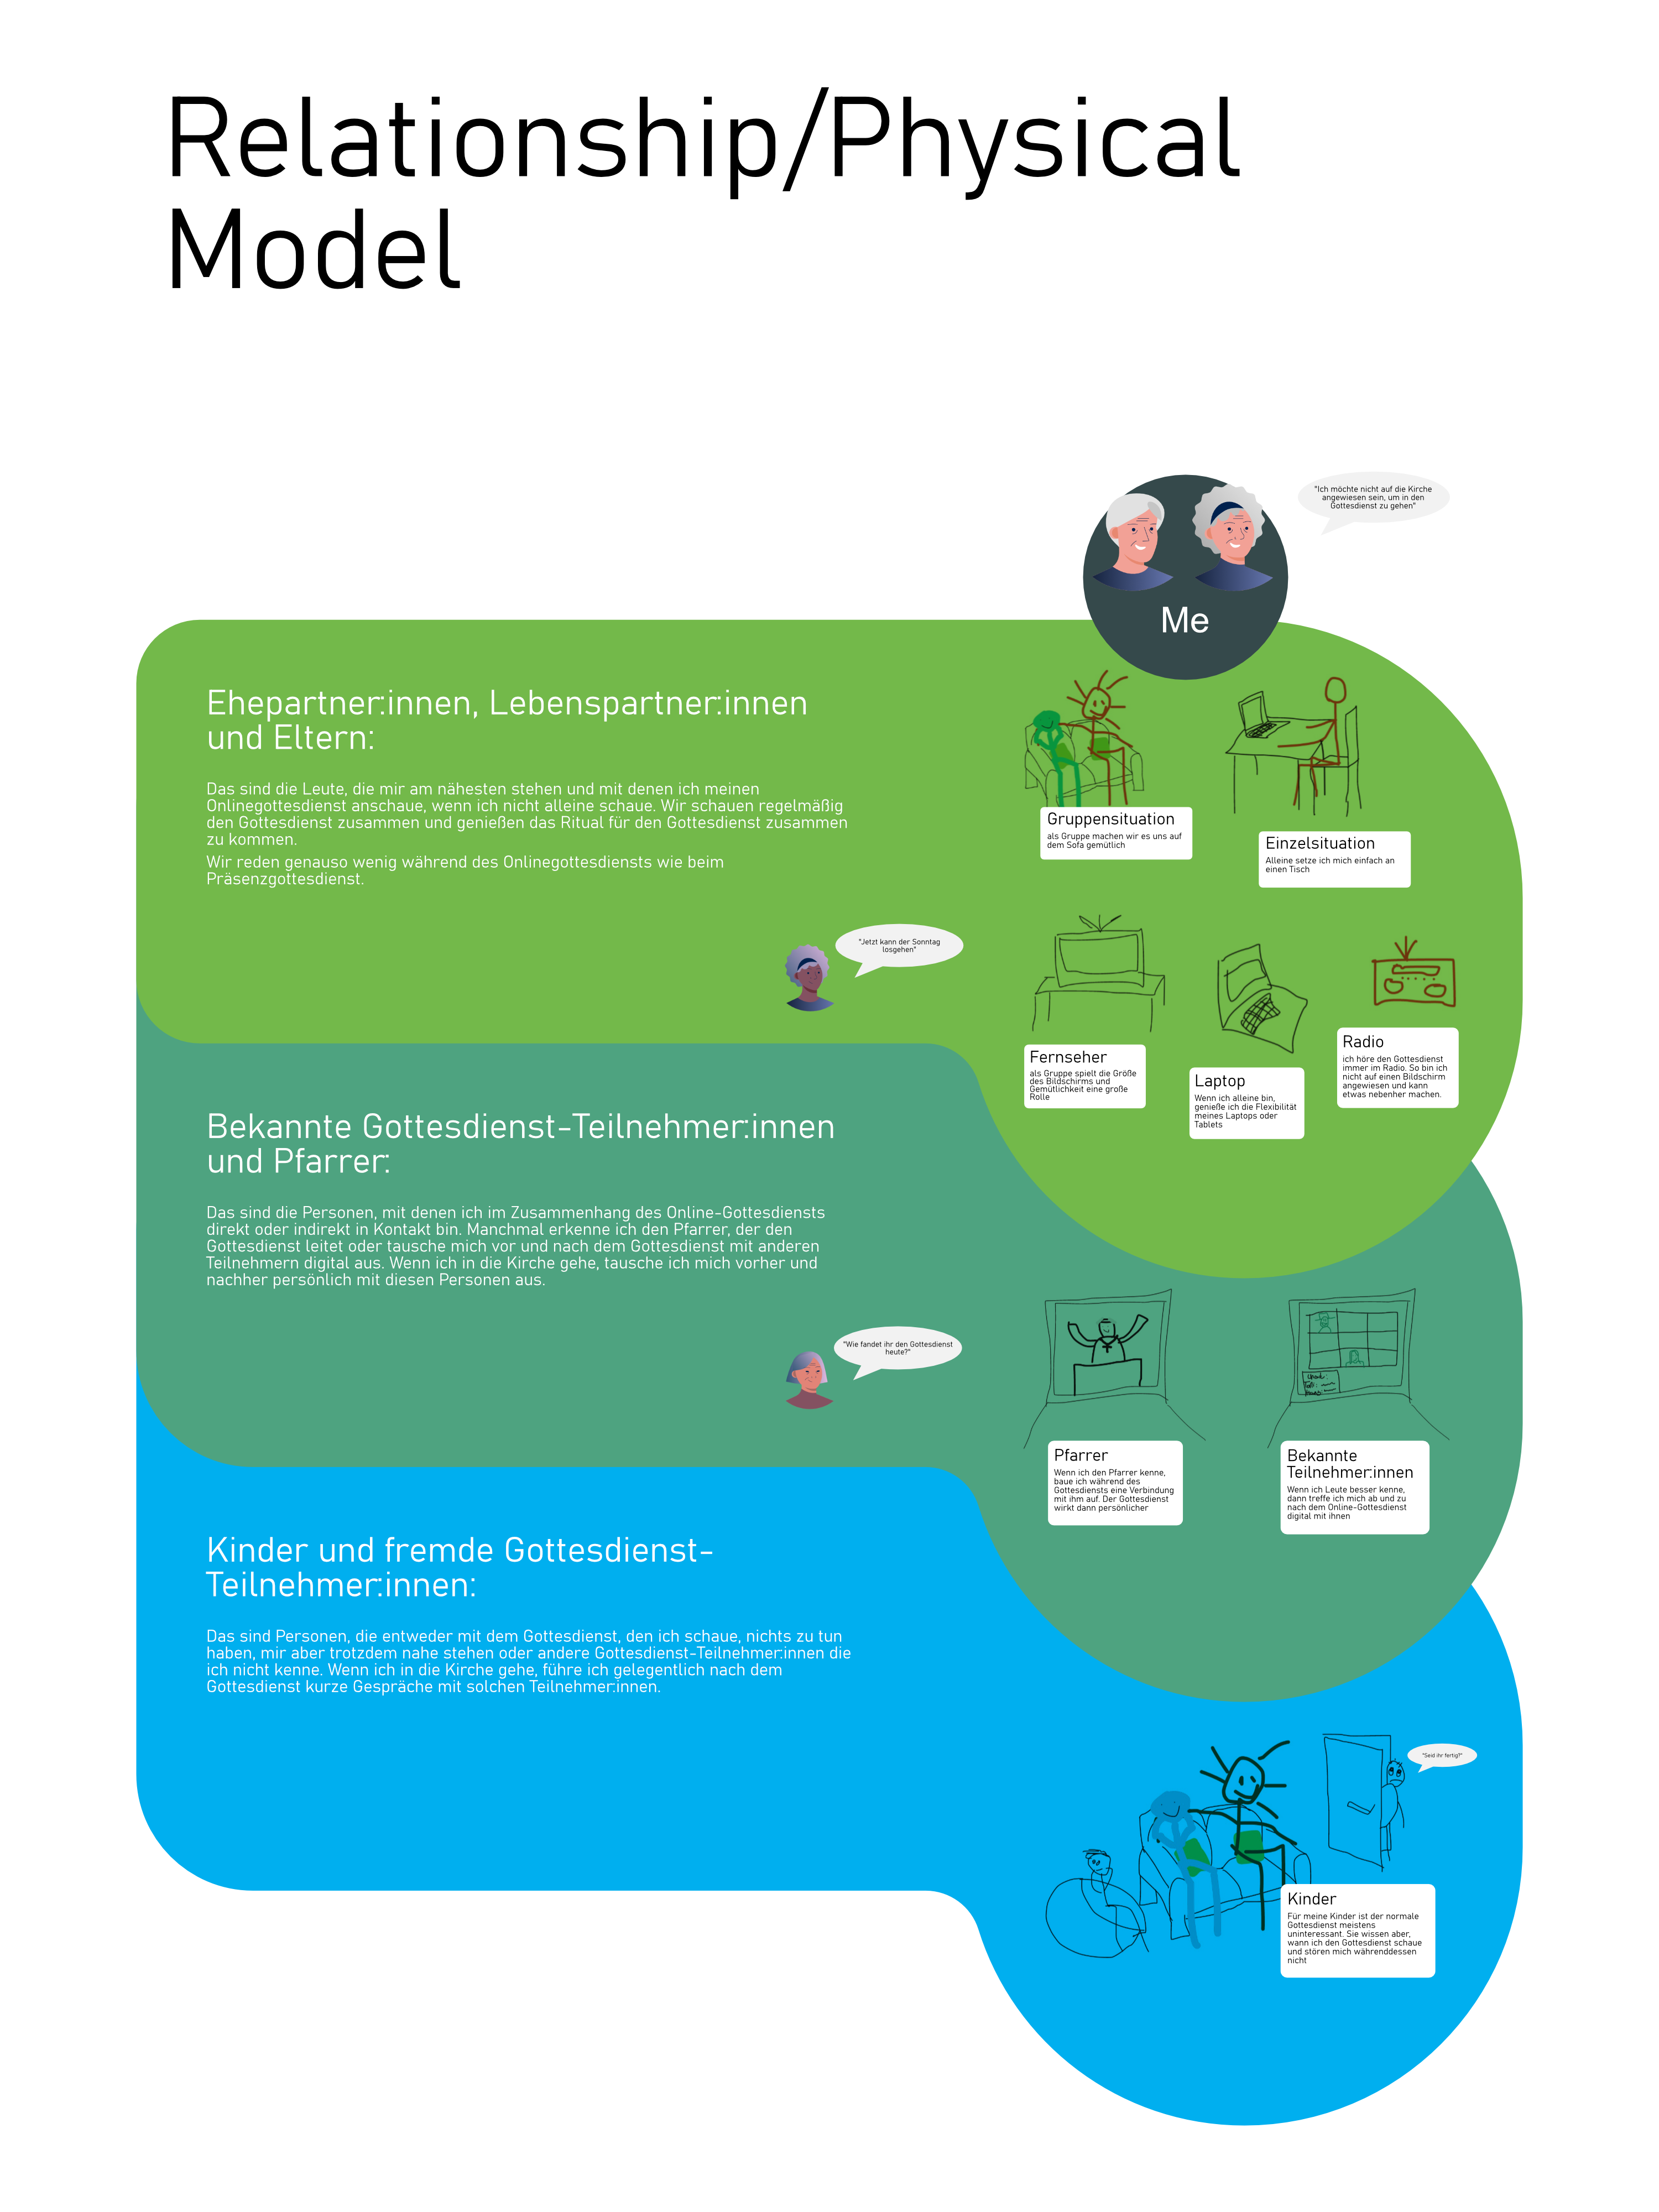 Relationship/Physical
Model
"Ich möchte nicht auf die Kirche
angewiesen sein, um in den
Gottesdienst zu gehen"
Me
Ehepartner:innen, Lebenspartner:innen
und Eltern:
Das sind die Leute, die mir am nähesten stehen und mit denen ich meinen
Onlinegottesdienst anschaue, wenn ich nicht alleine schaue. Wir schauen regelmäßig
den Gottesdienst zusammen und genießen das Ritual für den Gottesdienst zusammen
zu kommen.
Wir reden genauso wenig während des Onlinegottesdiensts wie beim
Präsenzgottesdienst.
"Jetzt kann der Sonntag
losgehen"
Gruppensituation
als Gruppe machen wir es uns auf
dem Sofa gemütlich
Einzelsituation
Alleine setze ich mich einfach an
einen Tisch
Fernseher
als Gruppe spielt die Größe
des Bildschirms und
Gemütlichkeit eine große
Rolle
Laptop
Wenn ich alleine bin,
genieße ich die Flexibilität
meines Laptops oder
Tablets
Radio
ich höre den Gottesdienst
immer im Radio. So bin ich
nicht auf einen Bildschirm
angewiesen und kann
etwas nebenher machen.
Bekannte Gottesdienst-Teilnehmer:innen
und Pfarrer:
Das sind die Personen, mit denen ich im Zusammenhang des Online-Gottesdiensts
direkt oder indirekt in Kontakt bin. Manchmal erkenne ich den Pfarrer, der den
Gottesdienst leitet oder tausche mich vor und nach dem Gottesdienst mit anderen
Teilnehmern digital aus. Wenn ich in die Kirche gehe, tausche ich mich vorher und
nachher persönlich mit diesen Personen aus.
"Wie fandet ihr den Gottesdienst
heute?"
Pfarrer
Wenn ich den Pfarrer kenne,
baue ich während des
Gottesdiensts eine Verbindung
mit ihm auf. Der Gottesdienst
wirkt dann persönlicher
Bekannte
Teilnehmer:innen
Wenn ich Leute besser kenne,
dann treffe ich mich ab und zu
nach dem Online-Gottesdienst
digital mit ihnen
Kinder und fremde Gottesdienst-
Teilnehmer:innen:
Das sind Personen, die entweder mit dem Gottesdienst, den ich schaue, nichts zu tun
haben, mir aber trotzdem nahe stehen oder andere Gottesdienst-Teilnehmer:innen die
ich nicht kenne. Wenn ich in die Kirche gehe, führe ich gelegentlich nach dem
Gottesdienst kurze Gespräche mit solchen Teilnehmer:innen.
"Seid ihr fertig?"
Kinder
Für meine Kinder ist der normale
Gottesdienst meistens
uninteressant. Sie wissen aber,
wann ich den Gottesdienst schaue
und stören mich währenddessen
nicht